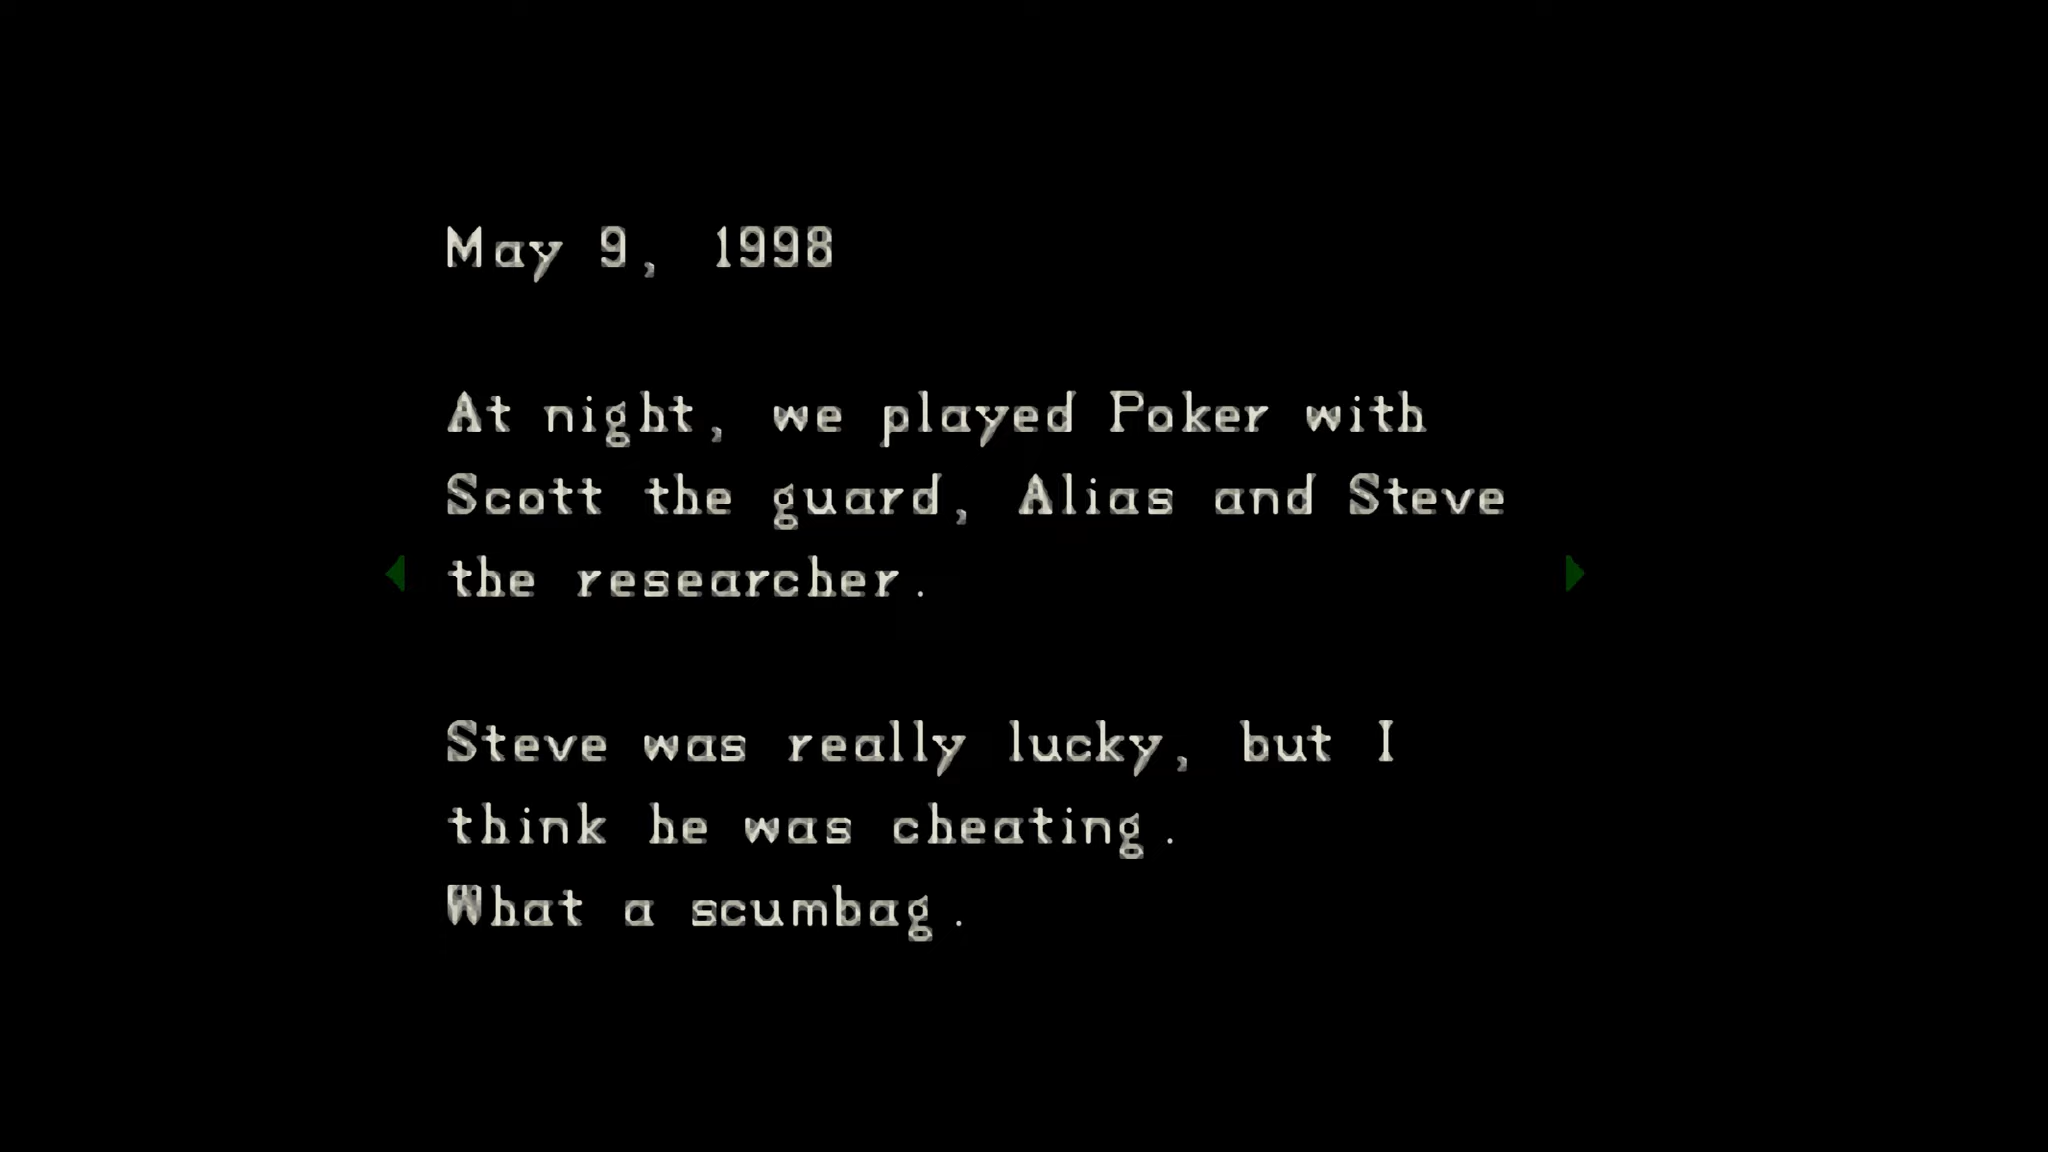 May 9, 1998
At night, we played Poker with
Scott the guard, Alias and Steve
the researcher.
Steve was really lucky, but I
think he was cheating.
What a scumbag.